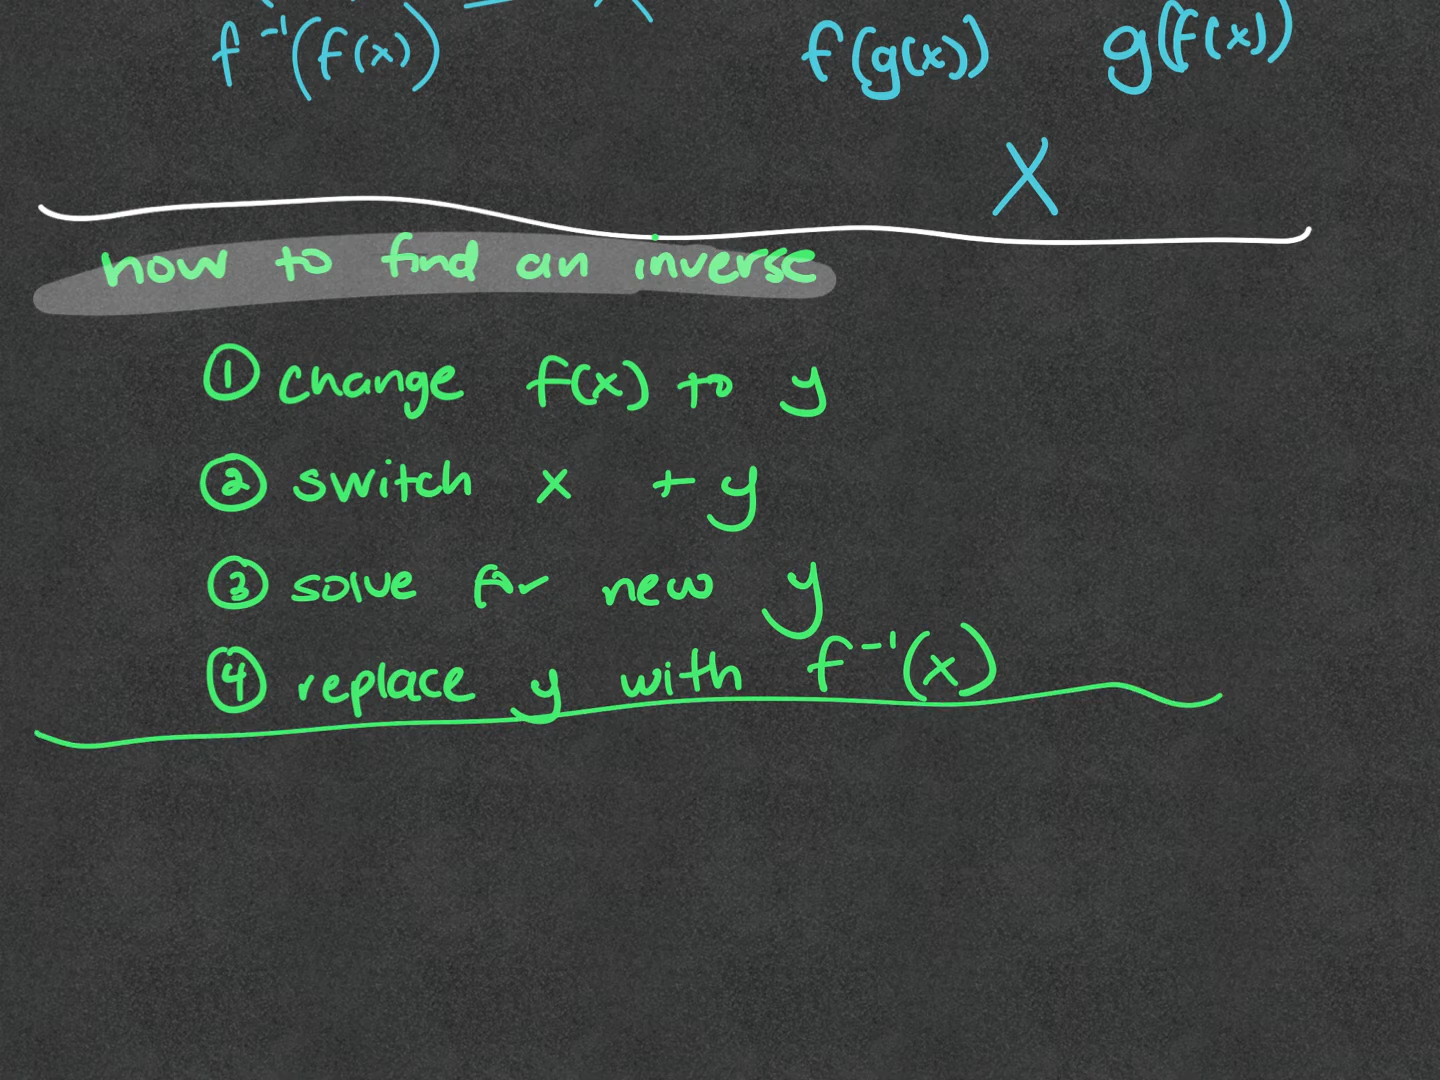 f⁻¹(f(x)) f(g(x)) g(f(x))
X
how to find an inverse
① change f(x) to y
② switch x + y
③ solve for new y
④ replace y with f⁻¹(x)